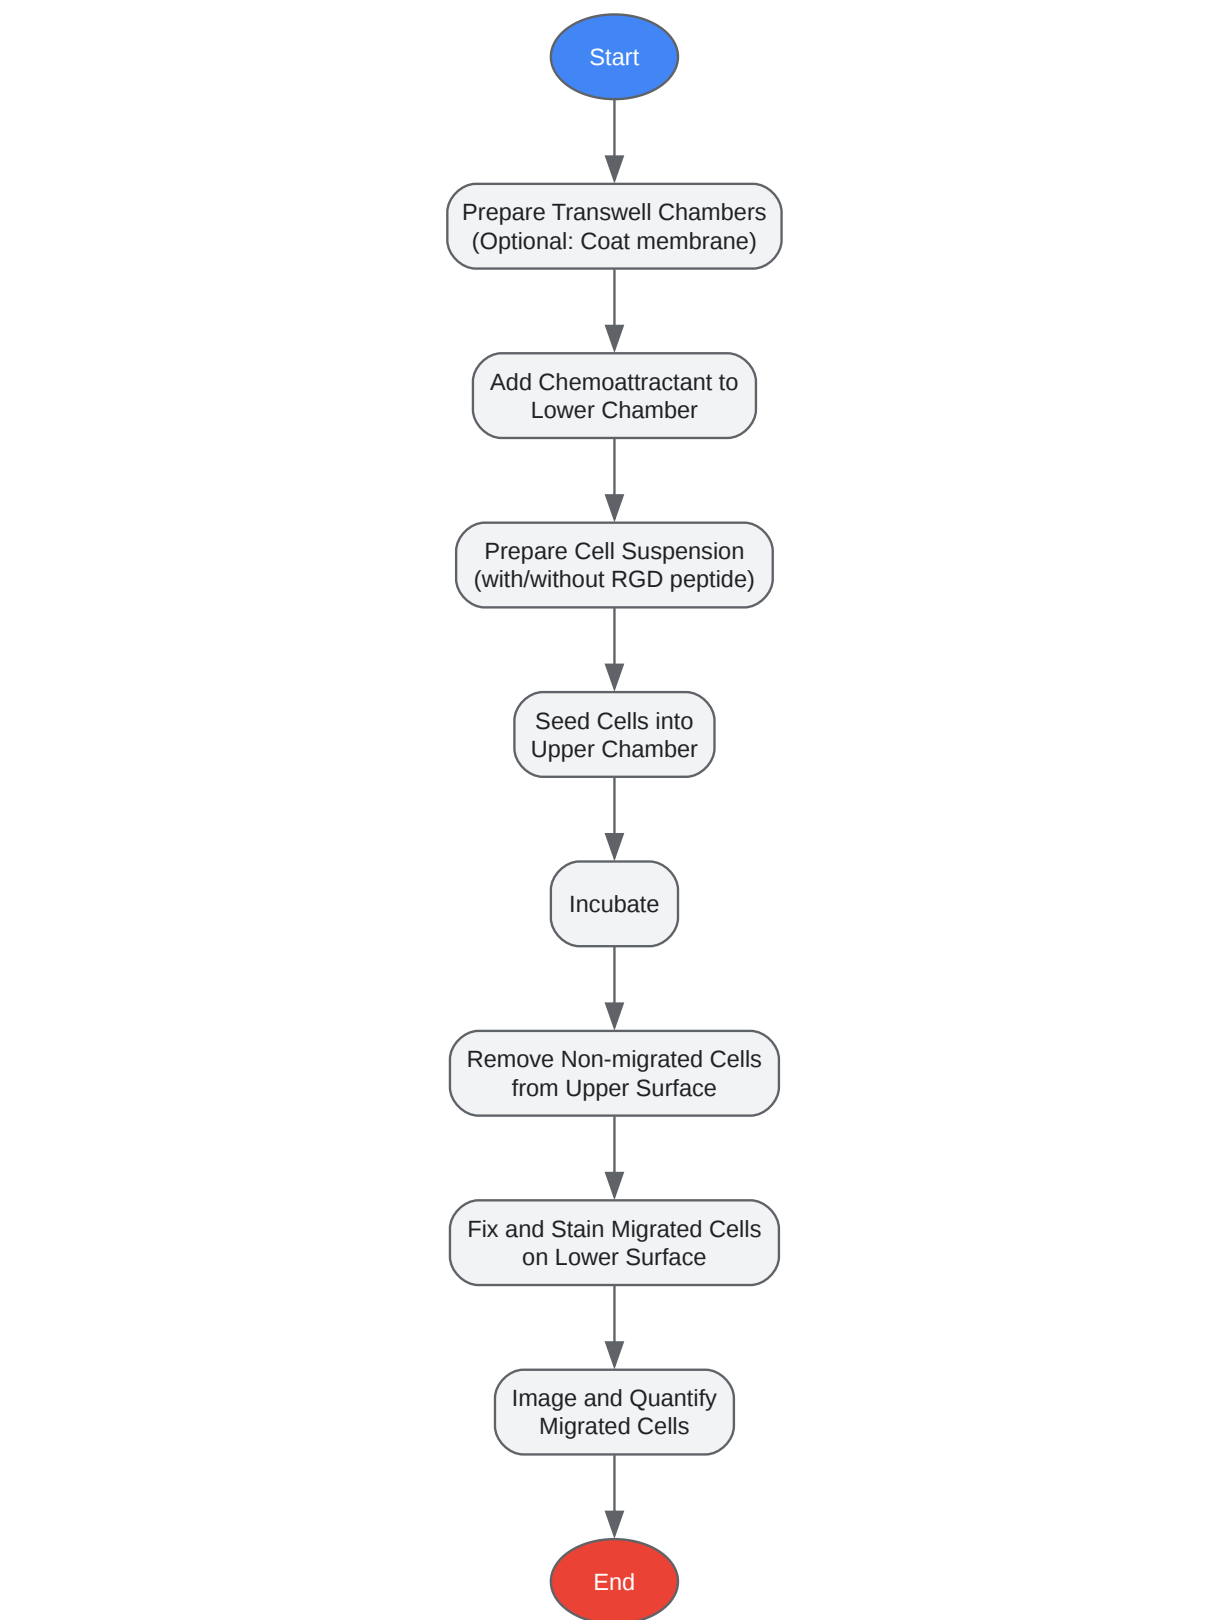 Start
Prepare Transwell Chambers
(Optional: Coat membrane)
Add Chemoattractant to
Lower Chamber
Prepare Cell Suspension
(with/without RGD peptide)
Seed Cells into
Upper Chamber
Incubate
Remove Non-migrated Cells
from Upper Surface
Fix and Stain Migrated Cells
on Lower Surface
Image and Quantify
Migrated Cells
End